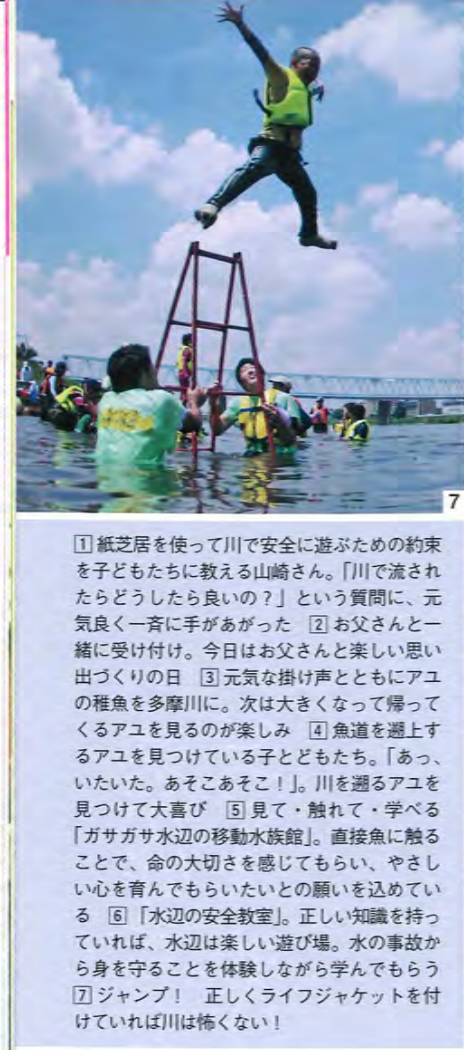 7
1 紙芝居を使って川で安全に遊ぶための約束
を子どもたちに教える山崎さん。「川で流され
たらどうしたら良いの？」という質問に、元
気良く一斉に手があがった　2 お父さんと一
緒に受け付け。今日はお父さんと楽しい思い
出づくりの日　3 元気な掛け声とともにアユ
の稚魚を多摩川に。次は大きくなって帰って
くるアユを見るのが楽しみ　4 魚道を遡上す
るアユを見つけている子とどもたち。「あっ、
いたいた。あそこあそこ！」。川を遡るアユを
見つけて大喜び　5 見て・触れて・学べる
「ガサガサ水辺の移動水族館」。直接魚に触る
ことで、命の大切さを感じてもらい、やさし
い心を育んでもらいたいとの願いを込めてい
る　6 「水辺の安全教室」。正しい知識を持っ
ていれば、水辺は楽しい遊び場。水の事故か
ら身を守ることを体験しながら学んでもらう
7 ジャンプ！　正しくライフジャケットを付
けていれば川は怖くない！